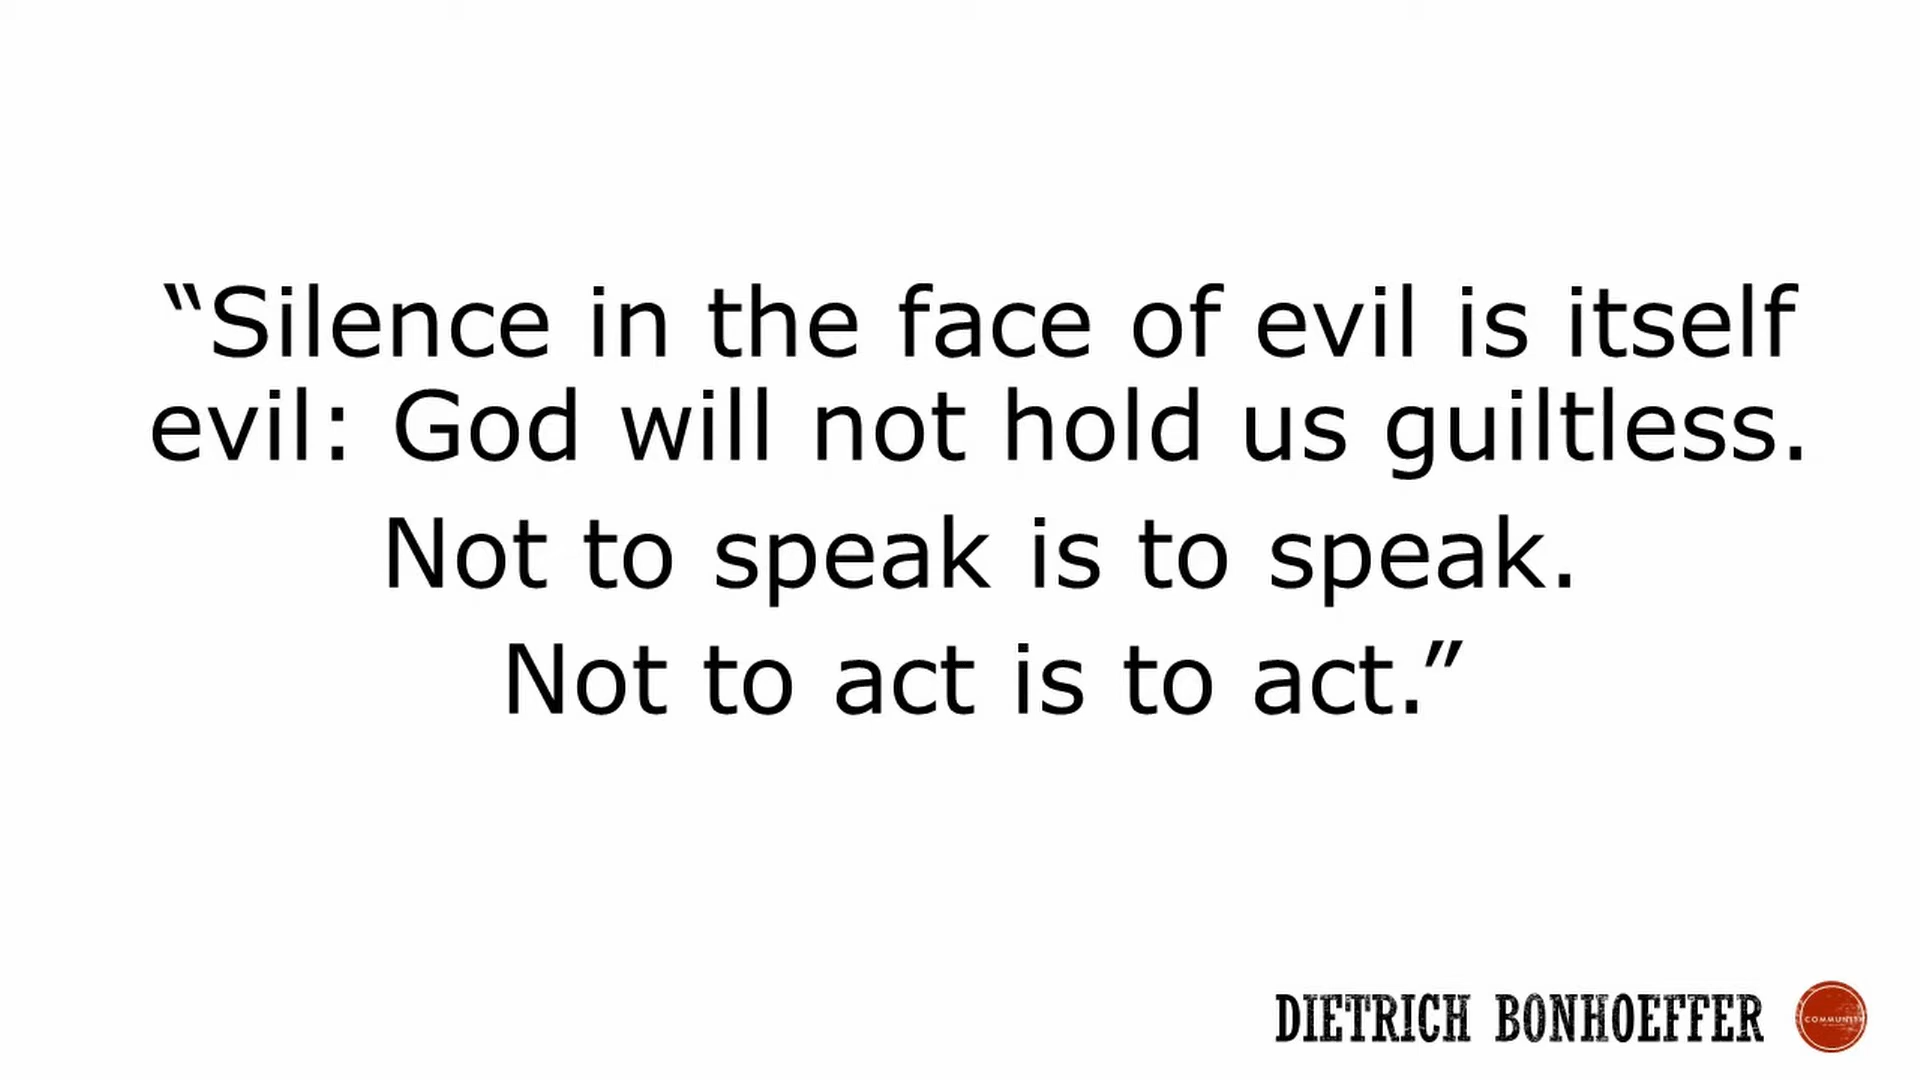 “Silence in the face of evil is itself
evil: God will not hold us guiltless.
Not to speak is to speak.
Not to act is to act.”
DIETRICH BONHOEFFER
COMMUNITY